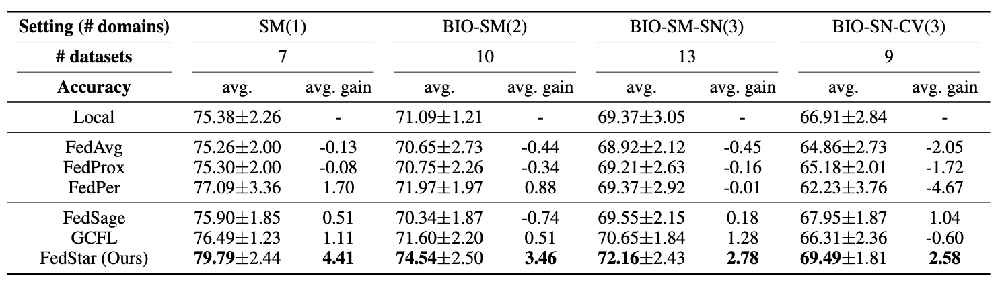 Setting (# domains) SM(1) BIO-SM(2) BIO-SM-SN(3) BIO-SN-CV(3)
# datasets 7 10 13 9
Accuracy avg. avg. gain avg. avg. gain avg. avg. gain avg. avg. gain
Local 75.38±2.26 - 71.09±1.21 - 69.37±3.05 - 66.91±2.84 -
FedAvg 75.26±2.00 -0.13 70.65±2.73 -0.44 68.92±2.12 -0.45 64.86±2.73 -2.05
FedProx 75.30±2.00 -0.08 70.75±2.26 -0.34 69.21±2.63 -0.16 65.18±2.01 -1.72
FedPer 77.09±3.36 1.70 71.97±1.97 0.88 69.37±2.92 -0.01 62.23±3.76 -4.67
FedSage 75.90±1.85 0.51 70.34±1.87 -0.74 69.55±2.15 0.18 67.95±1.87 1.04
GCFL 76.49±1.23 1.11 71.60±2.20 0.51 70.65±1.84 1.28 66.31±2.36 -0.60
FedStar (Ours) 79.79±2.44 4.41 74.54±2.50 3.46 72.16±2.43 2.78 69.49±1.81 2.58